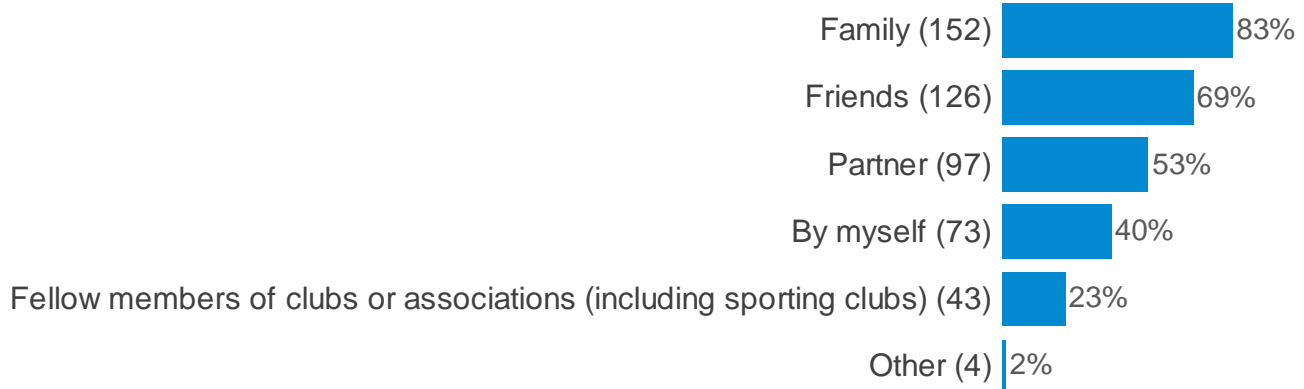 Family (152) 83%
Friends (126) 69%
Partner (97) 53%
By myself (73) 40%
Fellow members of clubs or associations (including sporting clubs) (43) 23%
Other (4) 2%